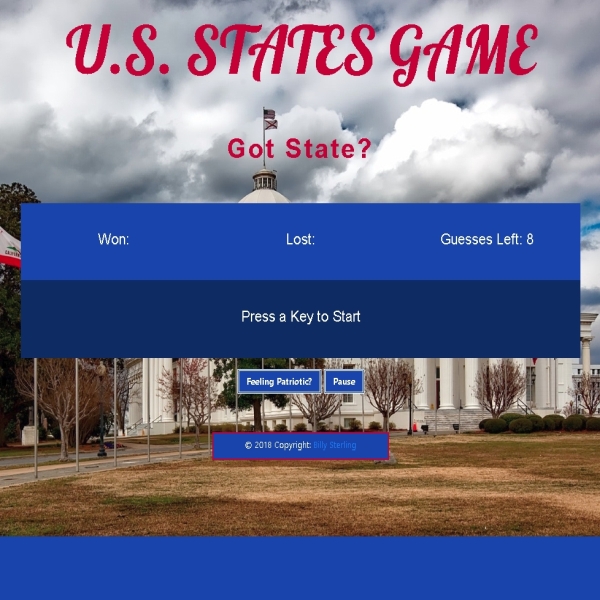 U.S. STATES GAME
Got State?
Won:
Lost:
Guesses Left: 8
Press a Key to Start
Feeling Patriotic?
Pause
© 2018 Copyright: Billy Sterling